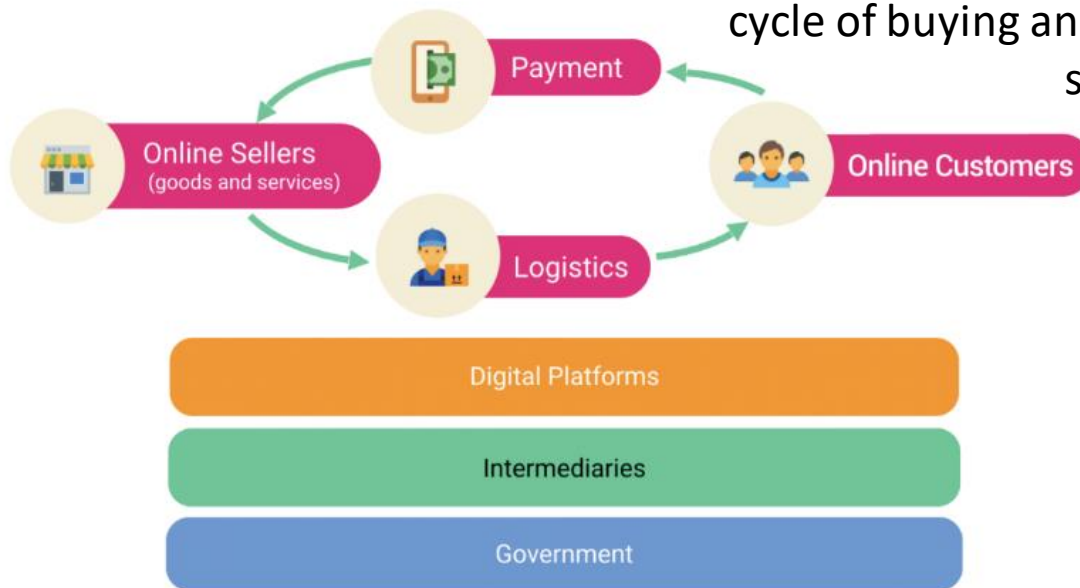 cycle of buying an
s
Payment
Online Sellers
(goods and services)
Online Customers
Logistics
Digital Platforms
Intermediaries
Government